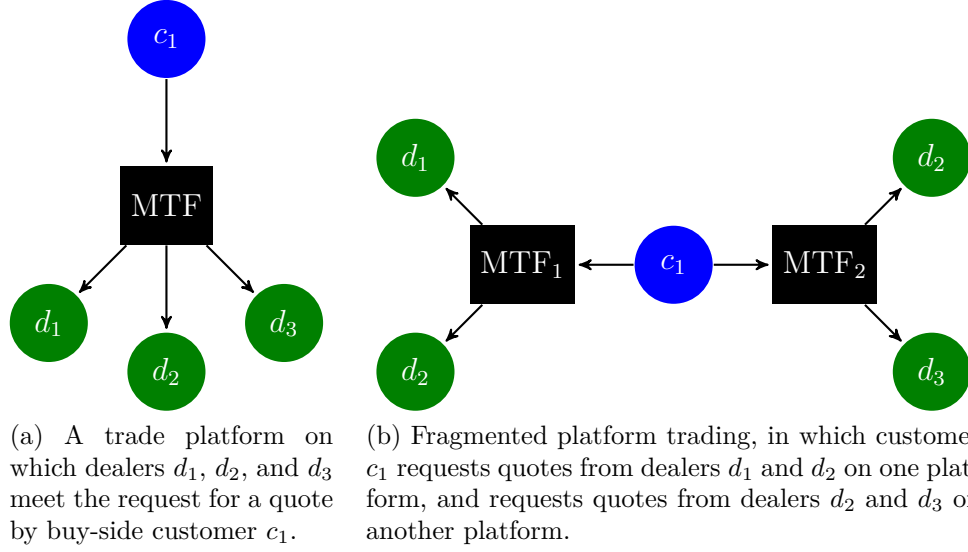 c₁
MTF
d₁
d₂
d₃
(a) A trade platform on
which dealers d₁, d₂, and d₃
meet the request for a quote
by buy-side customer c₁.
d₁
d₂
MTF₁
c₁
MTF₂
d₂
d₃
(b) Fragmented platform trading, in which custome
c₁ requests quotes from dealers d₁ and d₂ on one plat
form, and requests quotes from dealers d₂ and d₃ o
another platform.